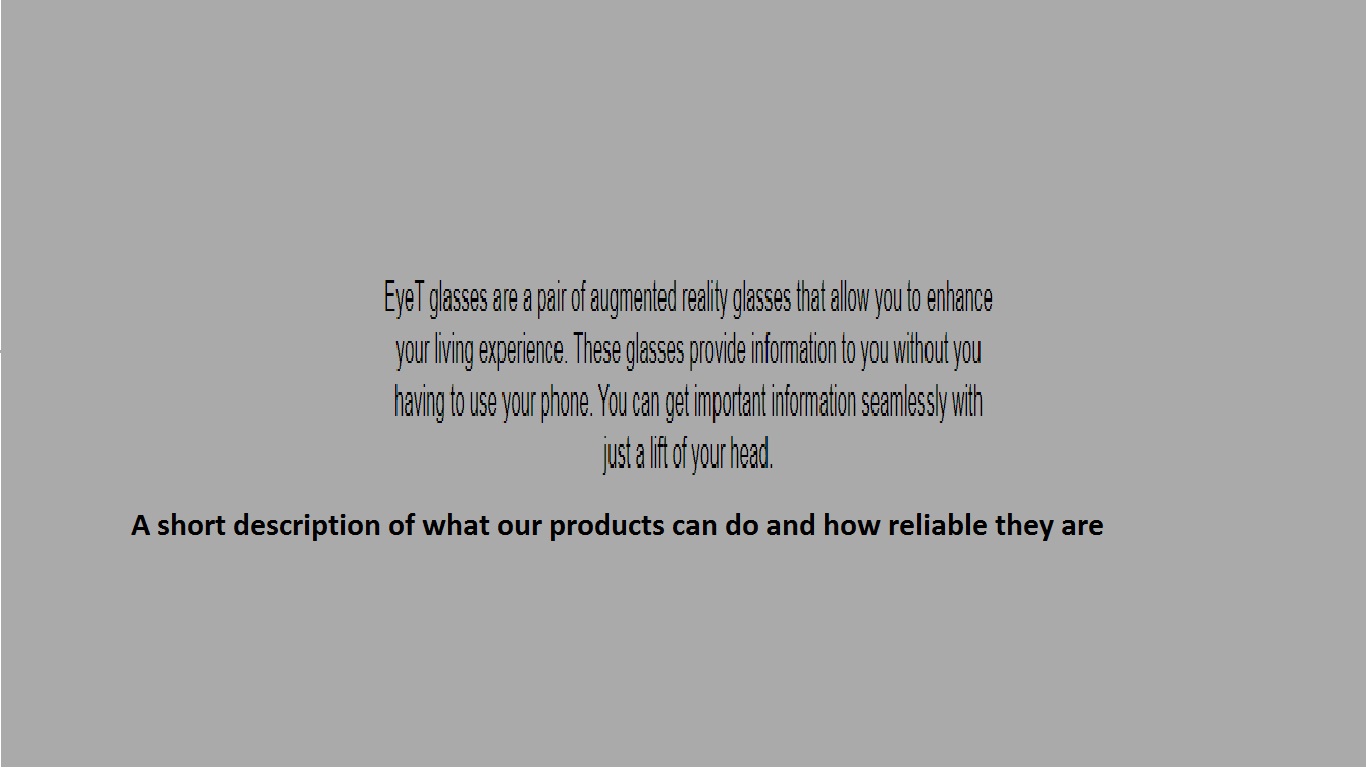 EyeT glasses are a pair of augmented reality glasses that allow you to enhance
your living experience. These glasses provide information to you without you
having to use your phone. You can get important information seamlessly with
just a lift of your head.
A short description of what our products can do and how reliable they are